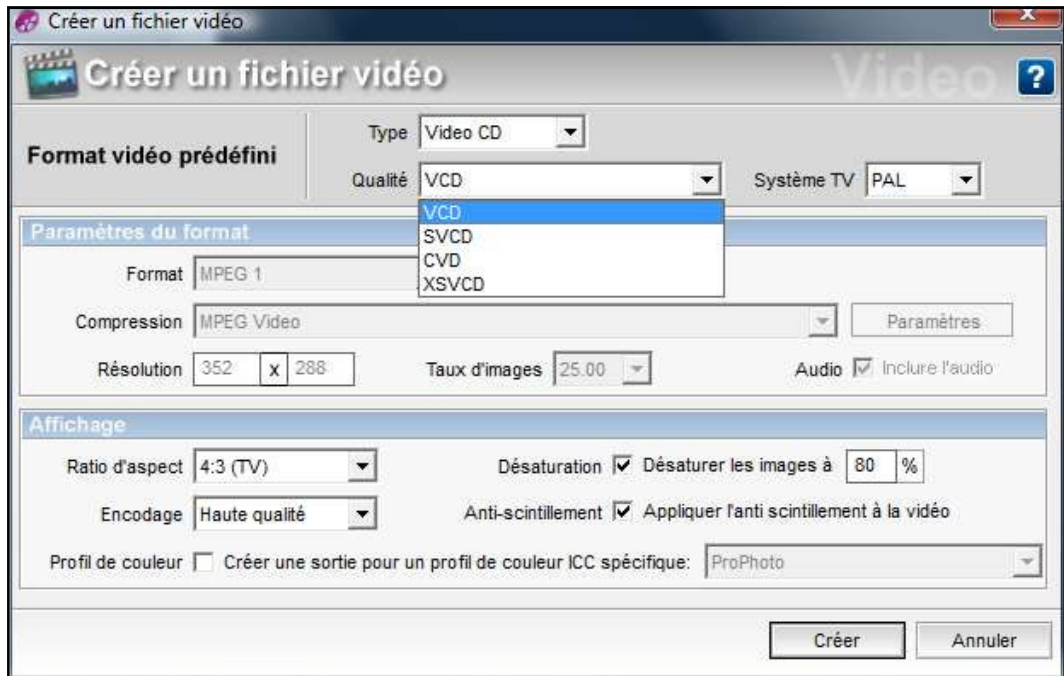 Créer un fichier vidéo
Créer un fichier vidéo Video ?
Type Video CD
Format vidéo prédéfini
Qualité VCD Système TV PAL
VCD
SVCD
CVD
XSVCD
Paramètres du format
Format MPEG 1
Compression MPEG Video Paramètres
Résolution 352 x 288 Taux d'images 25.00 Audio Inclure l'audio
Affichage
Ratio d'aspect 4:3 (TV) Désaturation Désaturer les images à 80 %
Encodage Haute qualité Anti-scintillement Appliquer l'anti scintillement à la vidéo
Profil de couleur Créer une sortie pour un profil de couleur ICC spécifique: ProPhoto
Créer Annuler